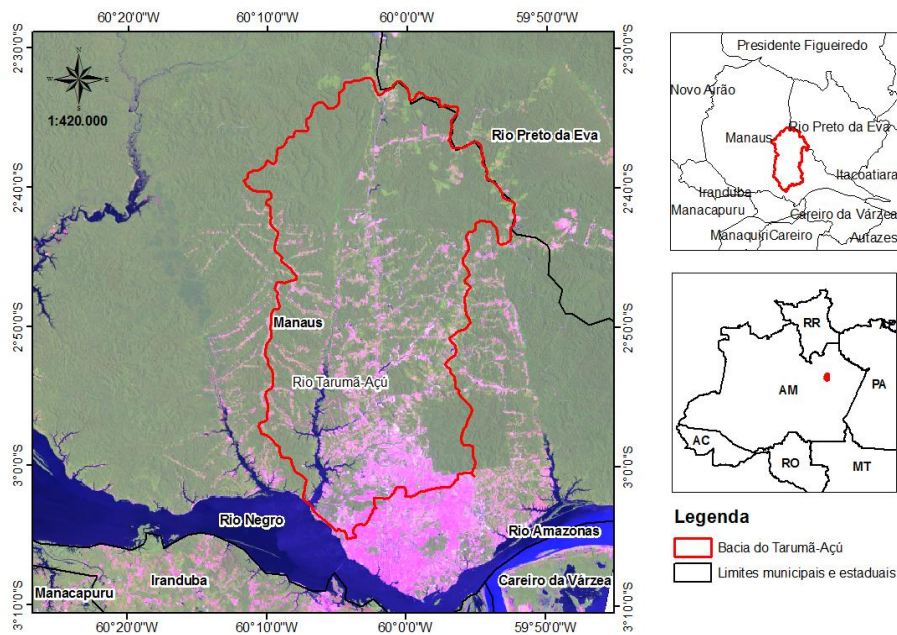 60°20'0"W 60°10'0"W 60°0'0"W 59°50'0"W
2°30'0"S
2°30'0"S
N
W
E
S
1:420.000
Rio Preto da Eva
2°40'0"S
2°40'0"S
2°50'0"S
Manaus
2°50'0"S
Rio Tarumã-Açú
3°0'0"S
3°0'0"S
Rio Negro
Rio Amazonas
Iranduba
Careiro da Várzea
Manacapuru
3°10'0"S
3°10'0"S
60°20'0"W 60°10'0"W 60°0'0"W 59°50'0"W
Presidente Figueiredo
Novo Airão
Rio Preto da Eva
Manaus
Itacoatiara
Iranduba
Manacapuru
Careiro da Várzea
Manaquiri Careiro
Autazes
RR
AP
AM
PA
AC
RO
MT
Legenda
Bacia do Tarumã-Açú
Limites municipais e estaduais